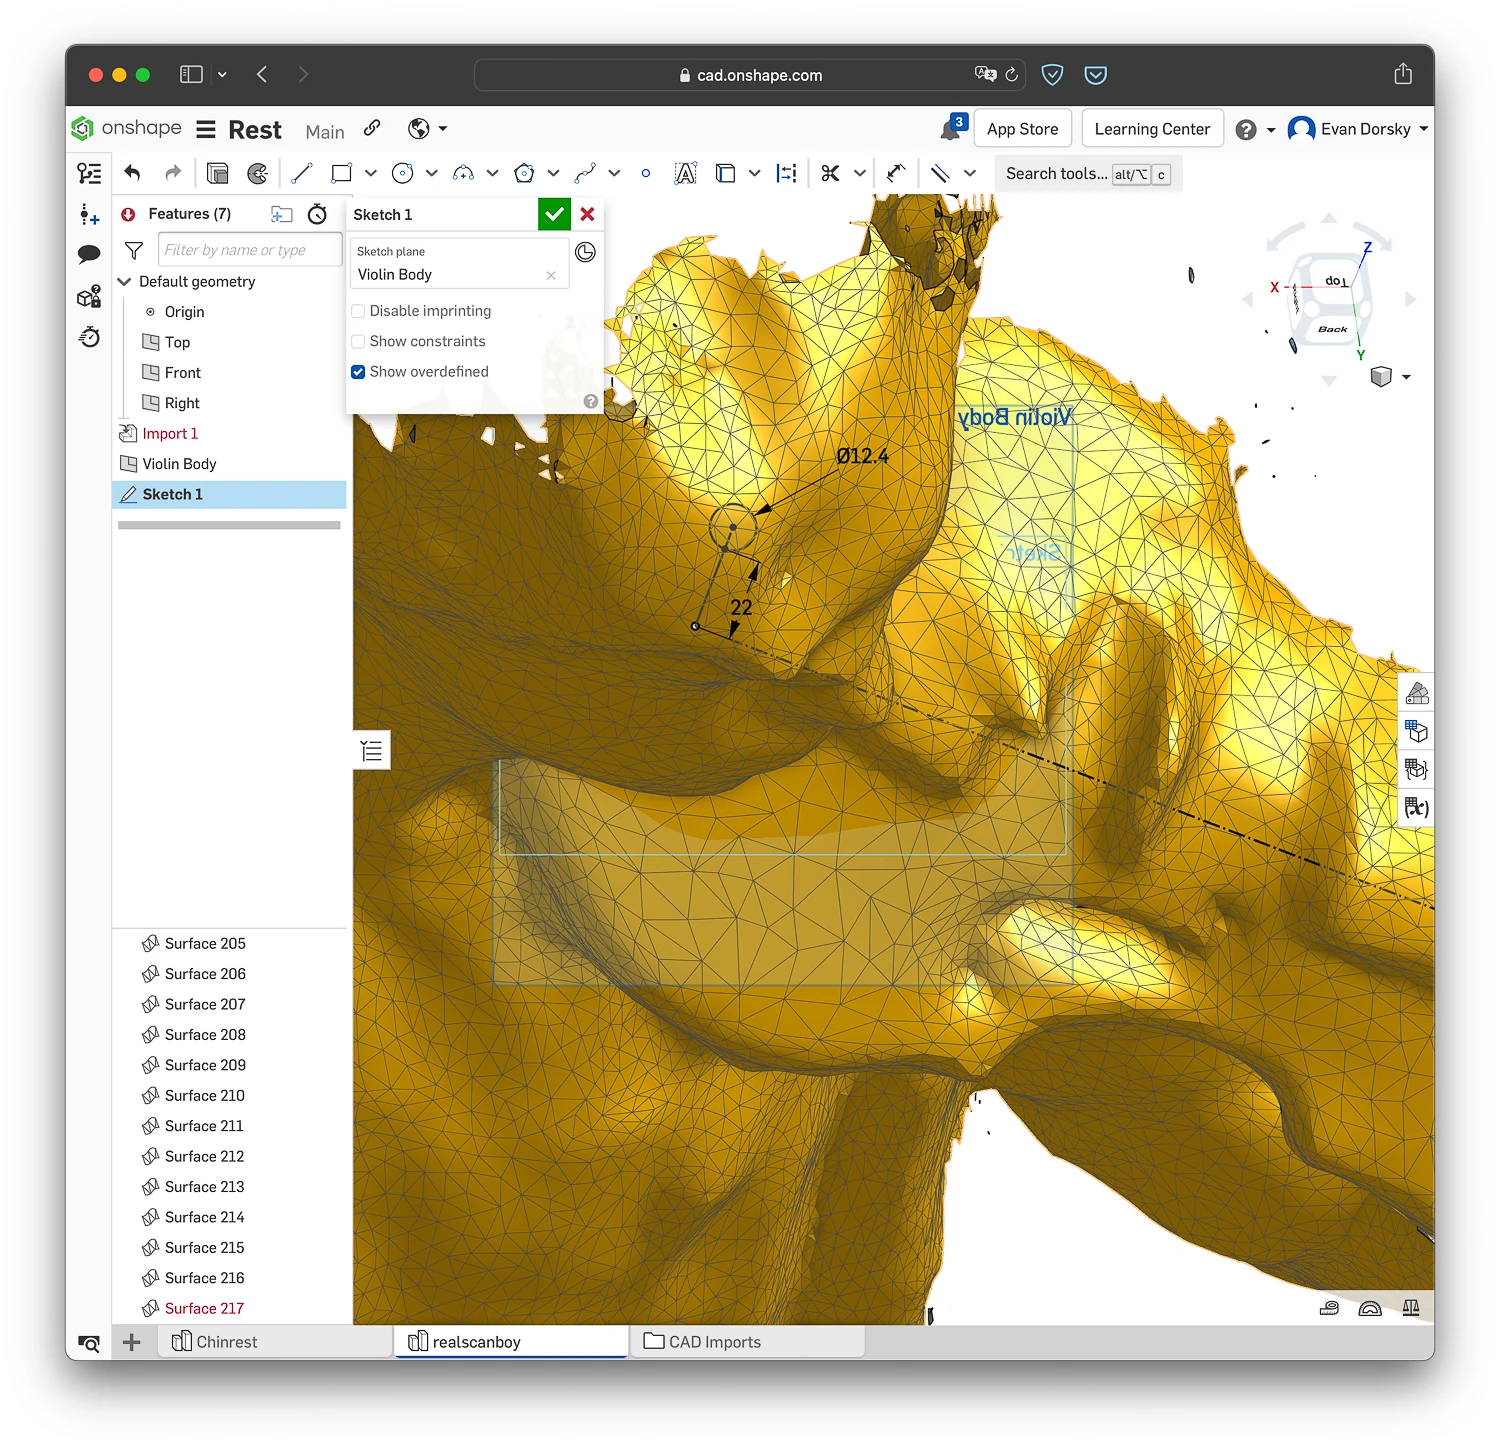 cad.onshape.com
onshape Rest Main
3
App Store
Learning Center
Evan Dorsky
Search tools... alt/⌥ c
Features (7)
Filter by name or type
Default geometry
Origin
Top
Front
Right
Import 1
Violin Body
Sketch 1
Sketch 1
Sketch plane
Violin Body
Disable imprinting
Show constraints
Show overdefined
Z
X
Top
Back
Y
Violin Body
Ø12.4
Sketch
22
(x)
Surface 205
Surface 206
Surface 207
Surface 208
Surface 209
Surface 210
Surface 211
Surface 212
Surface 213
Surface 214
Surface 215
Surface 216
Surface 217
Chinrest
realscanboy
CAD Imports